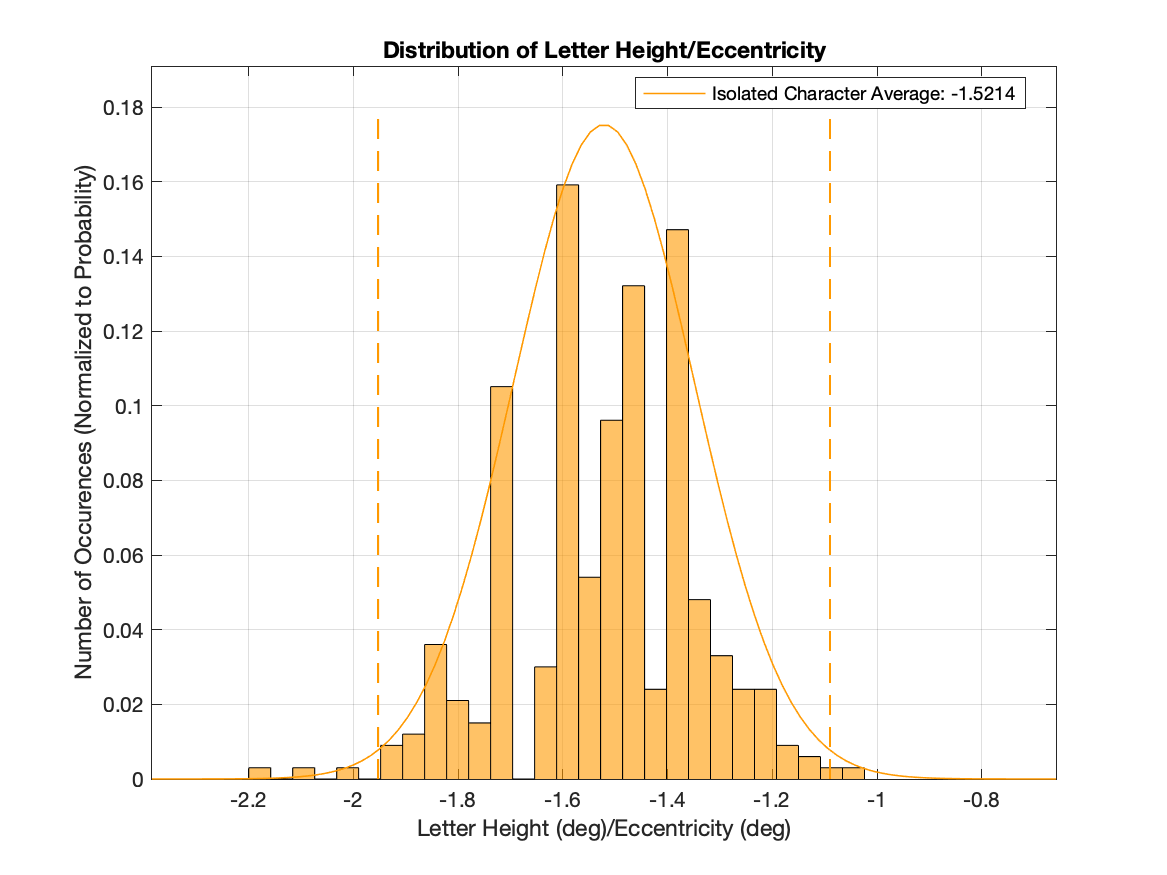 Distribution of Letter Height/Eccentricity
Isolated Character Average: -1.5214
Number of Occurences (Normalized to Probability)
0.18
0.16
0.14
0.12
0.1
0.08
0.06
0.04
0.02
0
-2.2 -2 -1.8 -1.6 -1.4 -1.2 -1 -0.8
Letter Height (deg)/Eccentricity (deg)